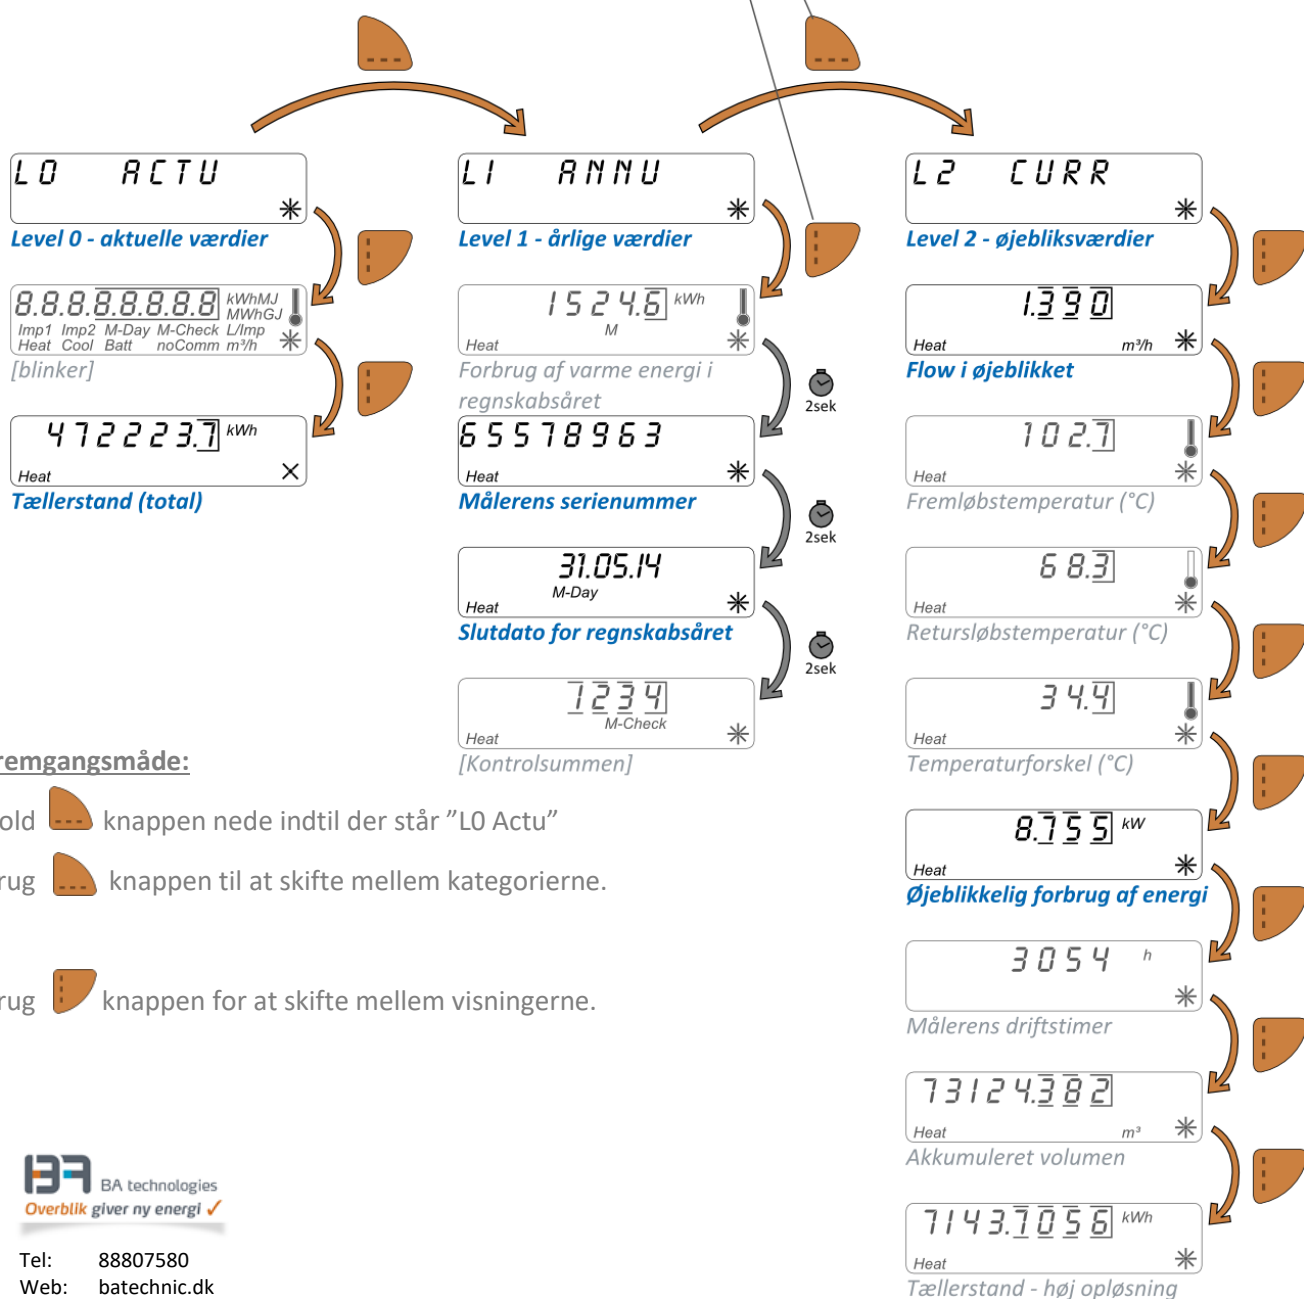 L0 ACTU
Level 0 - aktuelle værdier
8.8.8.8.8.8.8.8 kWhMJ
MWhGJ
Imp1 Imp2 M-Day M-Check L/Imp
Heat Cool Batt noComm m³/h
[blinker]
472223.7 kWh
Heat
Tællerstand (total)
L1 ANNU
Level 1 - årlige værdier
1524.6 kWh
M
Heat
Forbrug af varme energi i
regnskabsåret
2sek
65578963
Heat
Målerens serienummer
2sek
31.05.14
M-Day
Heat
Slutdato for regnskabsåret
2sek
1234
M-Check
Heat
[Kontrolsummen]
L2 CURR
Level 2 - øjebliksværdier
1.390
m³/h
Flow i øjeblikket
102.7
Heat
Fremløbstemperatur (°C)
68.3
Heat
Retursløbstemperatur (°C)
34.4
Heat
Temperaturforskel (°C)
8.755 kW
Heat
Øjeblikkelig forbrug af energi
3054 h
Målerens driftstimer
73124.382
Heat m³
Akkumuleret volumen
7143.7056 kWh
Heat
Tællerstand - høj opløsning
remgangsmåde:
old knappen nede indtil der står ”L0 Actu”
rug knappen til at skifte mellem kategorierne.
rug knappen for at skifte mellem visningerne.
BA technologies
Overblik giver ny energi ✓
Tel: 88807580
Web: batechnic.dk